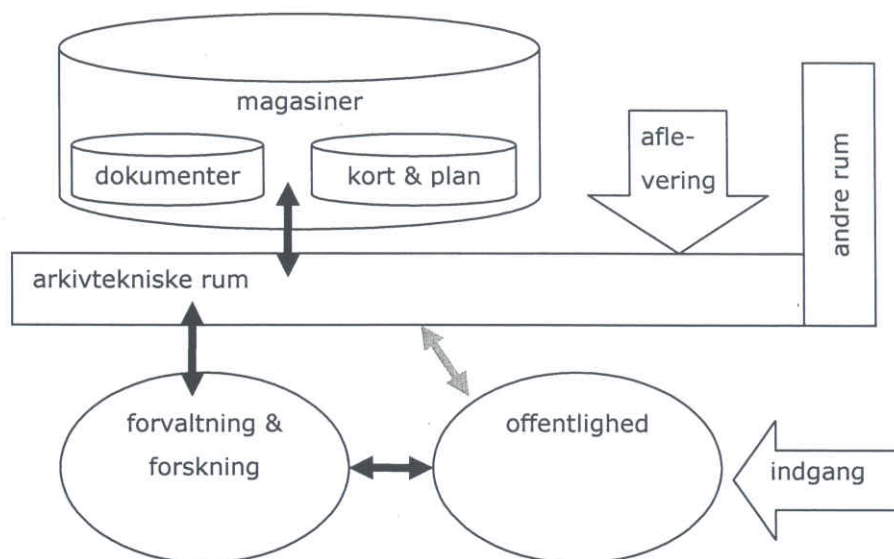 magasiner
dokumenter
kort & plan
afle-
vering
andre rum
arkivtekniske rum
forvaltning &
forskning
offentlighed
indgang